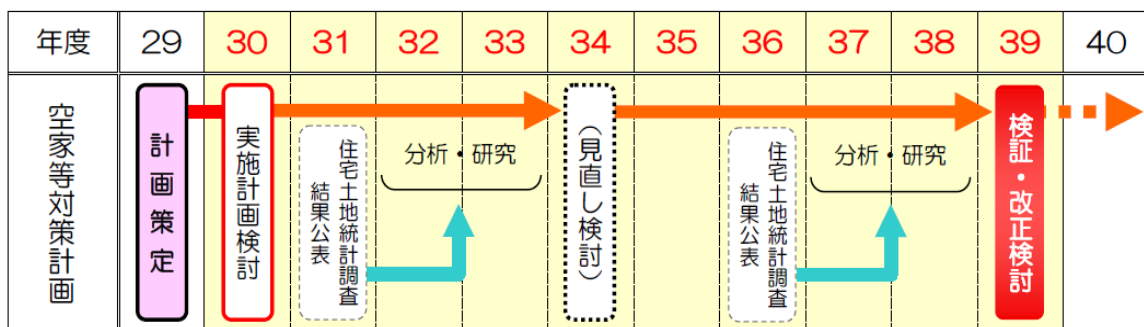 年度 29 30 31 32 33 34 35 36 37 38 39 40
空家等対策計画
計画策定
実施計画検討
住宅土地統計調査
結果公表
分析・研究
（見直し検討）
住宅土地統計調査
結果公表
分析・研究
検証・改正検討